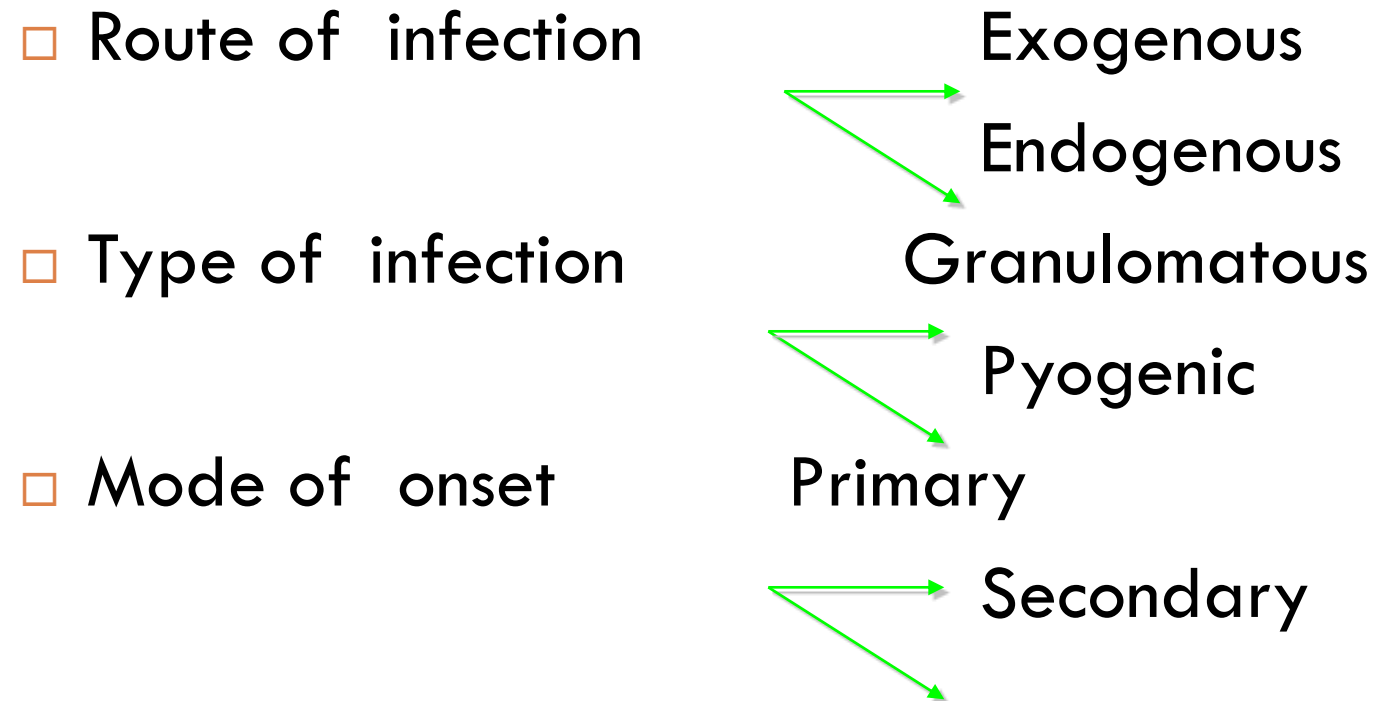 Route of infection Exogenous
Endogenous
Type of infection Granulomatous
Pyogenic
Mode of onset Primary
Secondary